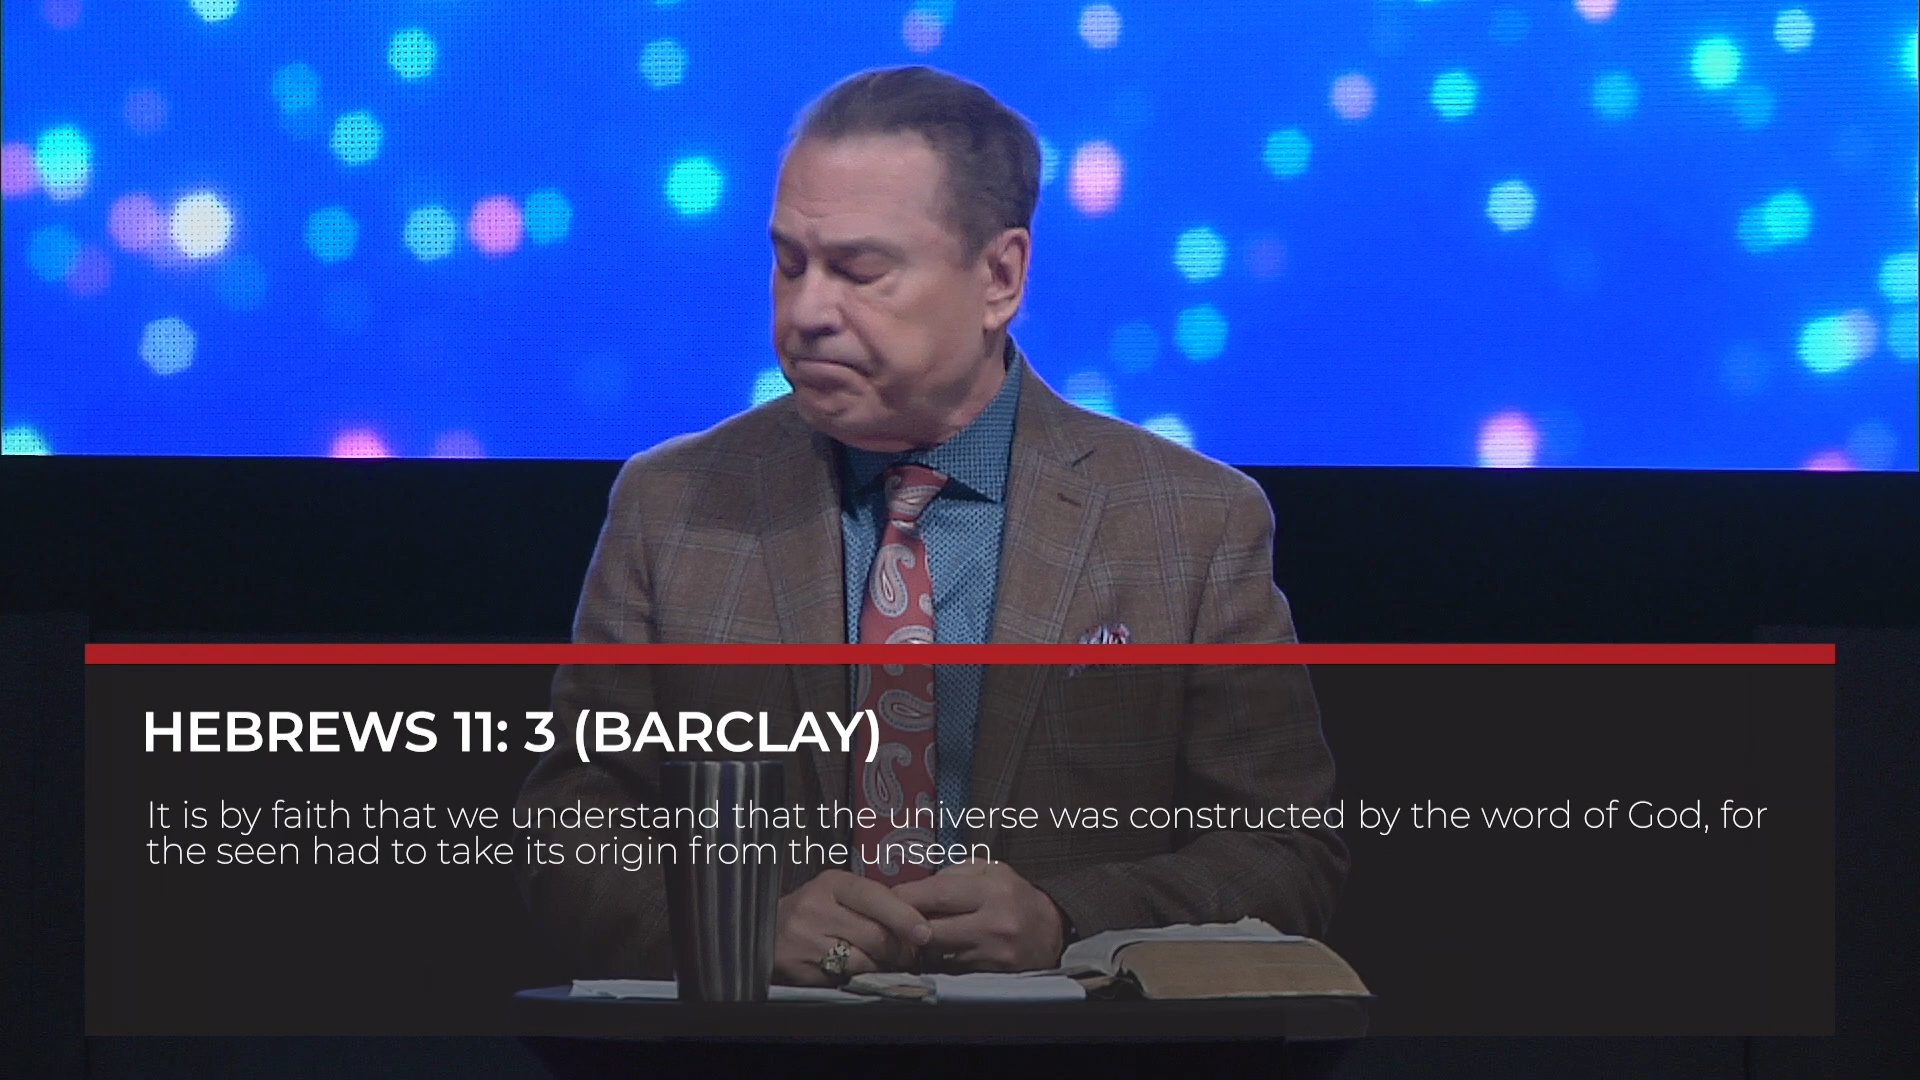 HEBREWS 11: 3 (BARCLAY)
It is by faith that we understand that the universe was constructed by the word of God, for
the seen had to take its origin from the unseen.